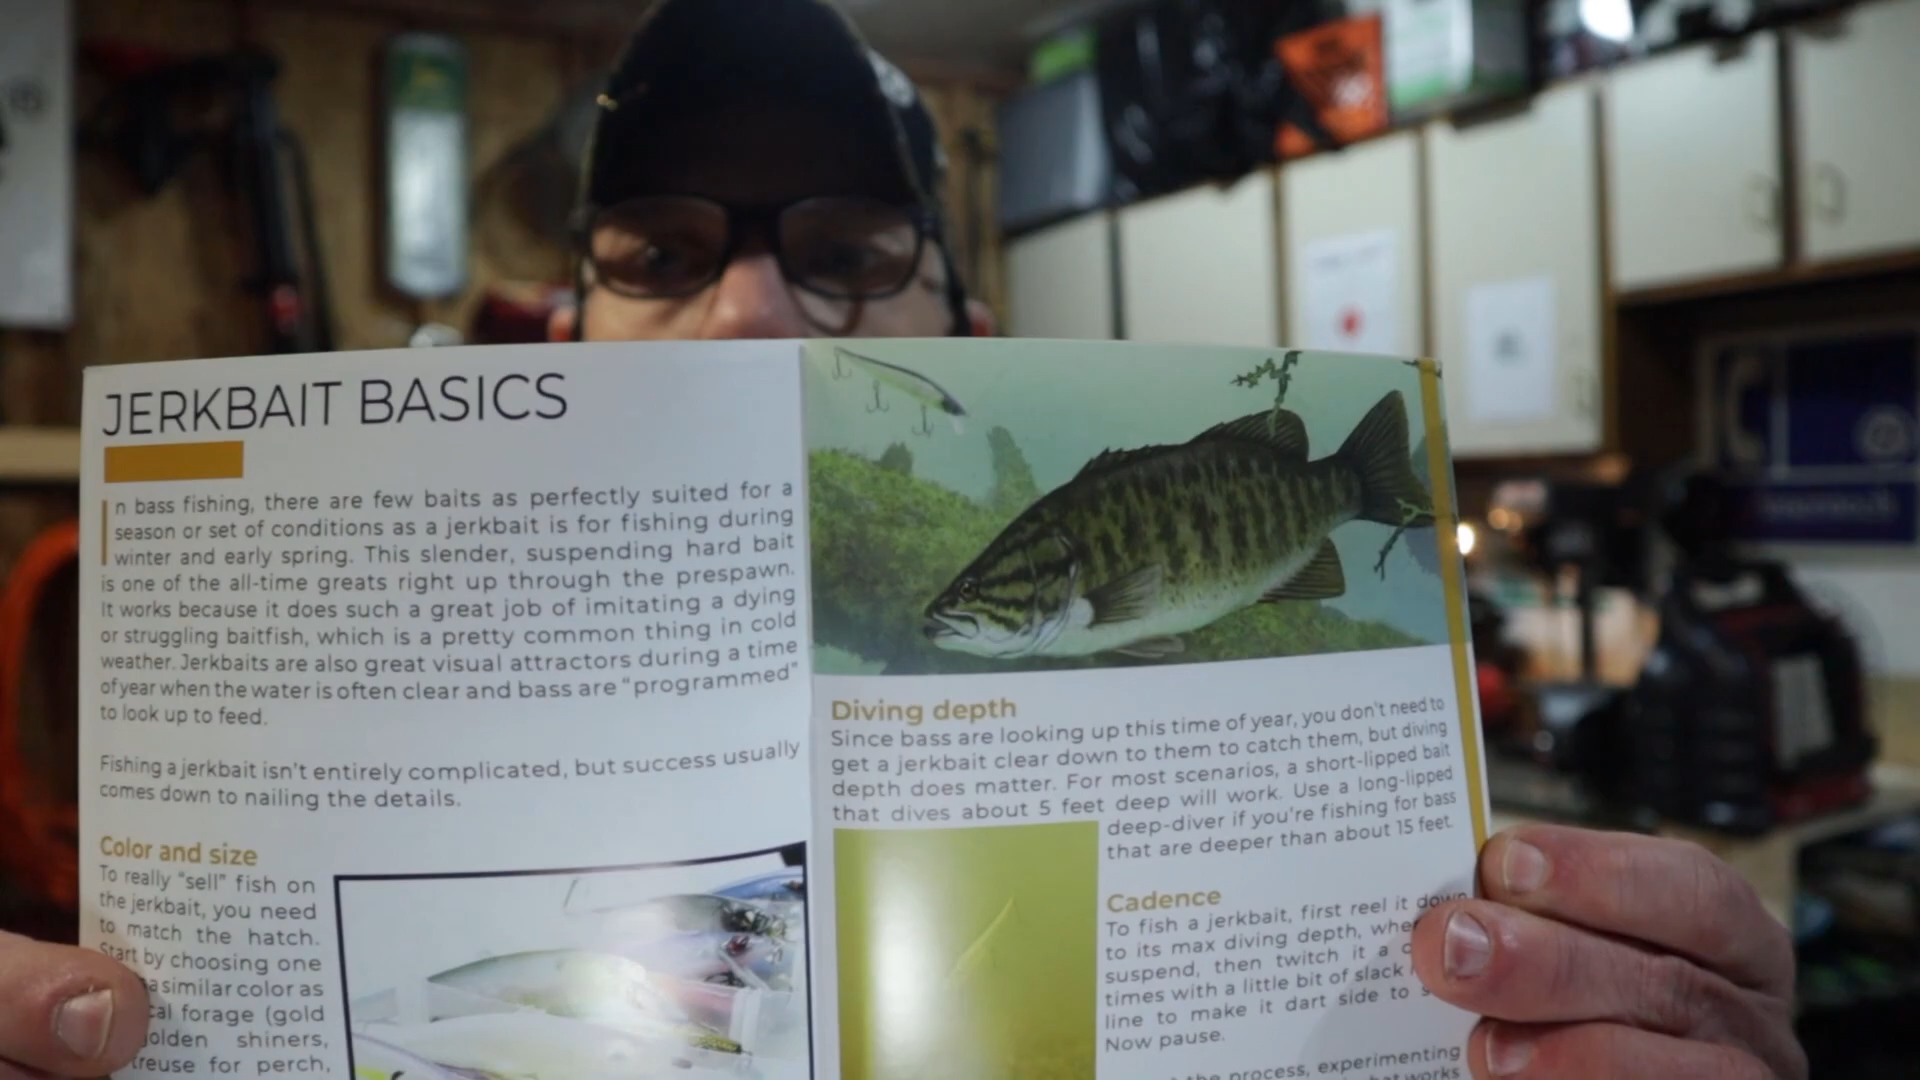 JERKBAIT BASICS
In bass fishing, there are few baits as perfectly suited for a
season or set of conditions as a jerkbait is for fishing during
winter and early spring. This slender, suspending hard bait
is one of the all-time greats right up through the prespawn.
It works because it does such a great job of imitating a dying
or struggling baitfish, which is a pretty common thing in cold
weather. Jerkbaits are also great visual attractors during a time
of year when the water is often clear and bass are "programmed"
to look up to feed.
Fishing a jerkbait isn't entirely complicated, but success usually
comes down to nailing the details.
Color and size
To really "sell" fish on
the jerkbait, you need
to match the hatch.
Start by choosing one
a similar color as
forage (gold
shiners,
for perch,
Diving depth
Since bass are looking up this time of year, you don't need to
get a jerkbait clear down to them to catch them, but diving
depth does matter. For most scenarios, a short-lipped bait
that dives about 5 feet deep will work. Use a long-lipped
deep-diver if you're fishing for bass
that are deeper than about 15 feet.
Cadence
To fish a jerkbait, first reel it down
to its max diving depth,
suspend, then twitch it a
times with a little bit of slack
line to make it dart side to
Now pause.
the process, experimenting
works